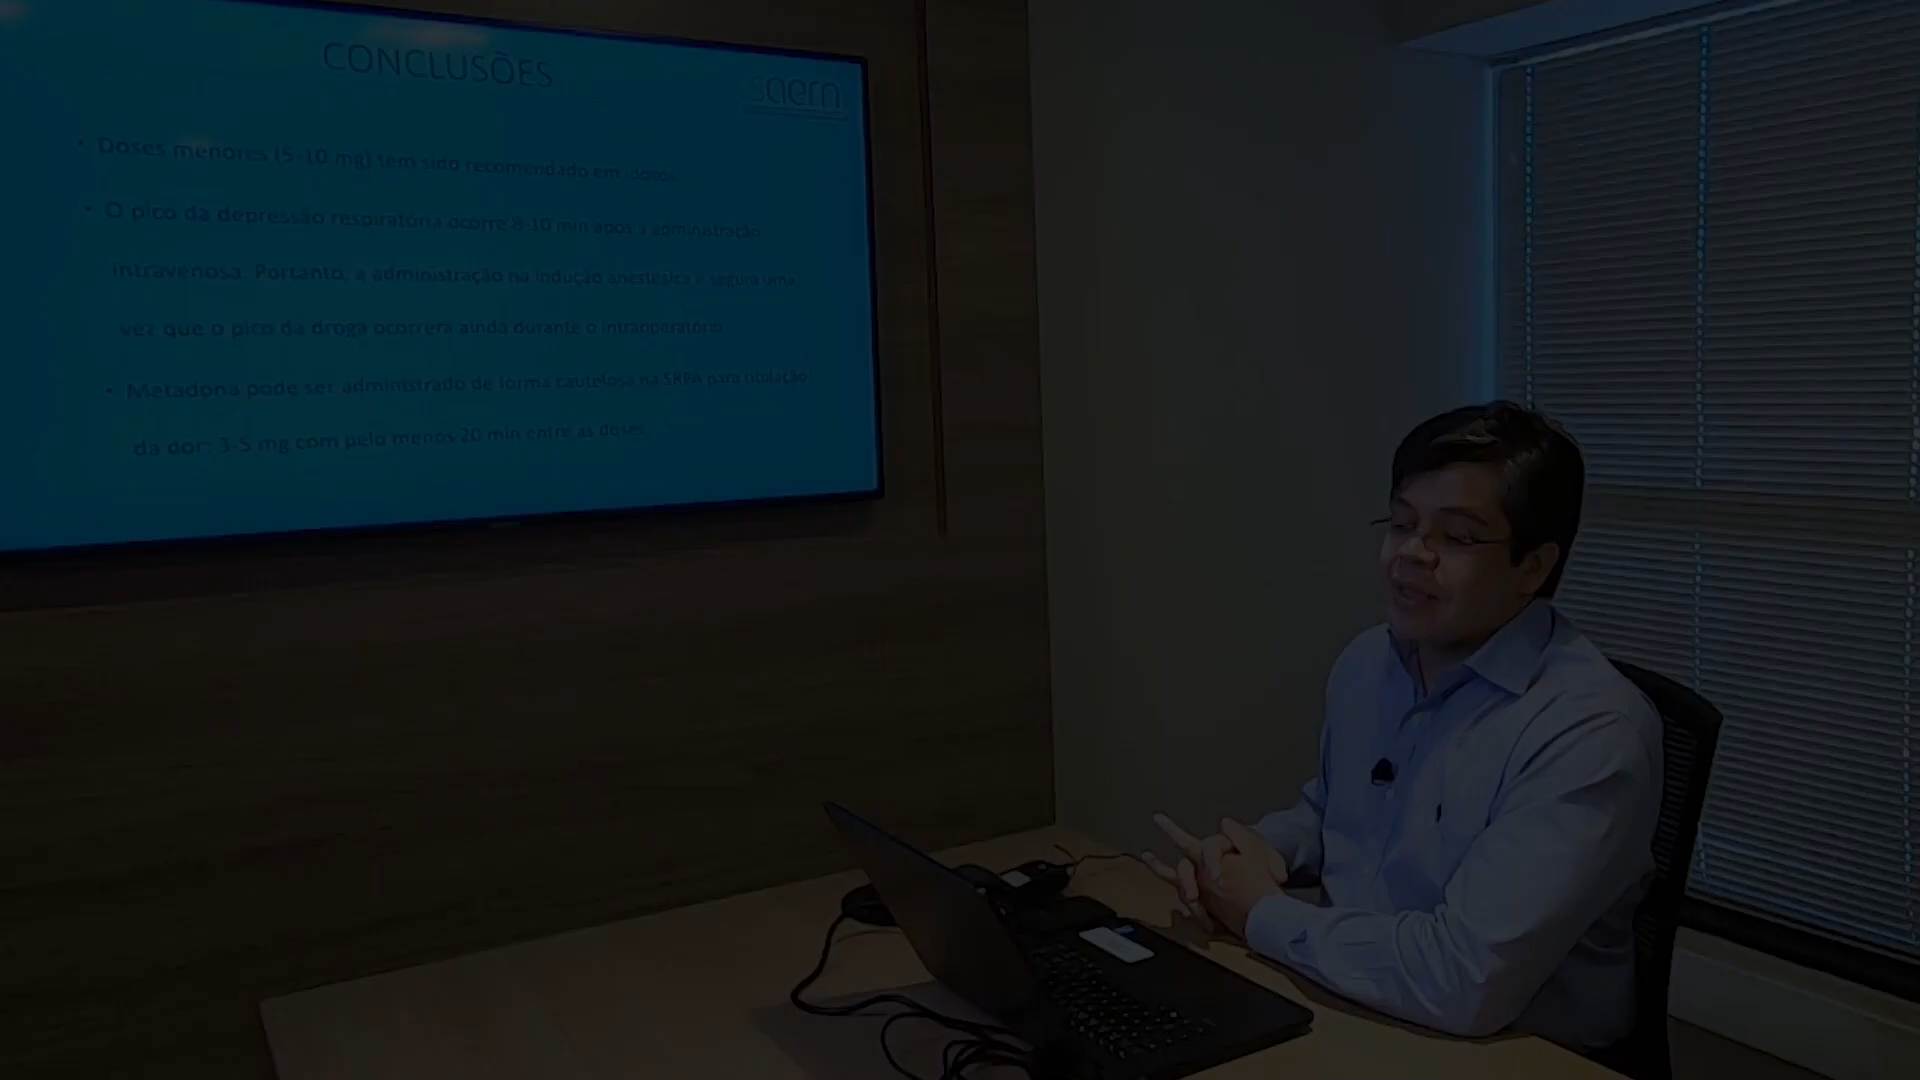 CONCLUSÕES
saern
• Doses menores (5-10 mg) tem sido recomendado em idosos.
• O pico da depressão respiratória ocorre 8-10 min após a administração
intravenosa. Portanto, a administração na indução anestésica é segura uma
vez que o pico da droga ocorrerá ainda durante o intraoperatório.
• Metadona pode ser administrado de forma cautelosa na SRPA para titulação
da dor: 3-5 mg com pelo menos 20 min entre as doses.